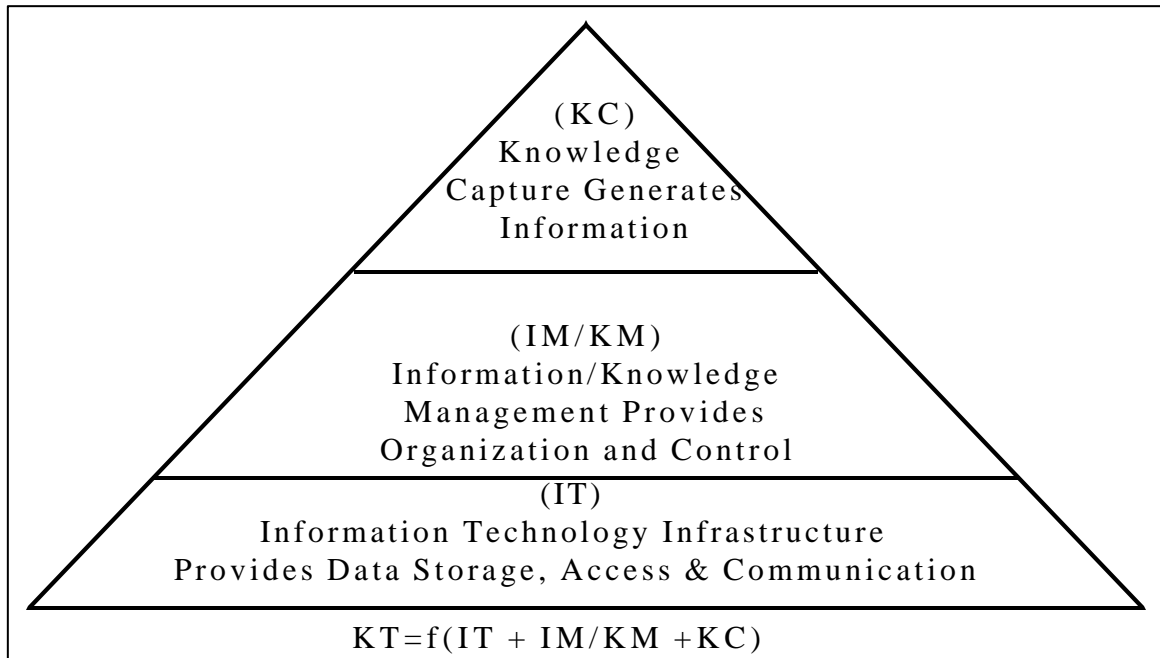 (KC)
Knowledge
Capture Generates
Information
(IM/KM)
Information/Knowledge
Management Provides
Organization and Control
(IT)
Information Technology Infrastructure
Provides Data Storage, Access & Communication
KT=f(IT + IM/KM +KC)